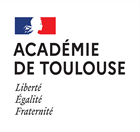 ACADÉMIE
DE TOULOUSE
Liberté
Égalité
Fraternité